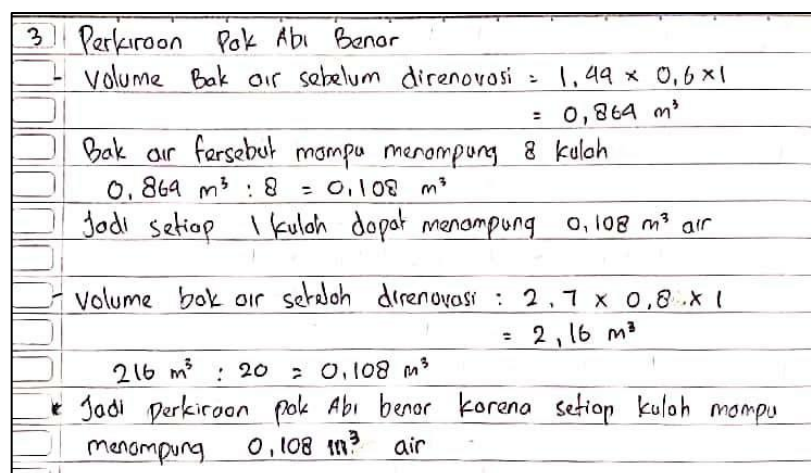 3 Perkiraan Pak Abi Benar
- Volume Bak air sebelum direnovasi = 1,44 × 0,6 × 1
= 0,864 m³
Bak air tersebut mampu menampung 8 kulah
0,864 m³ : 8 = 0,108 m³
Jadi setiap 1 kulah dapat menampung 0,108 m³ air
- Volume bak air setelah direnovasi : 2,7 × 0,8 × 1
= 2,16 m³
216 m³ : 20 = 0,108 m³
* Jadi perkiraan pak Abi benar karena setiap kulah mampu
menampung 0,108 m³ air